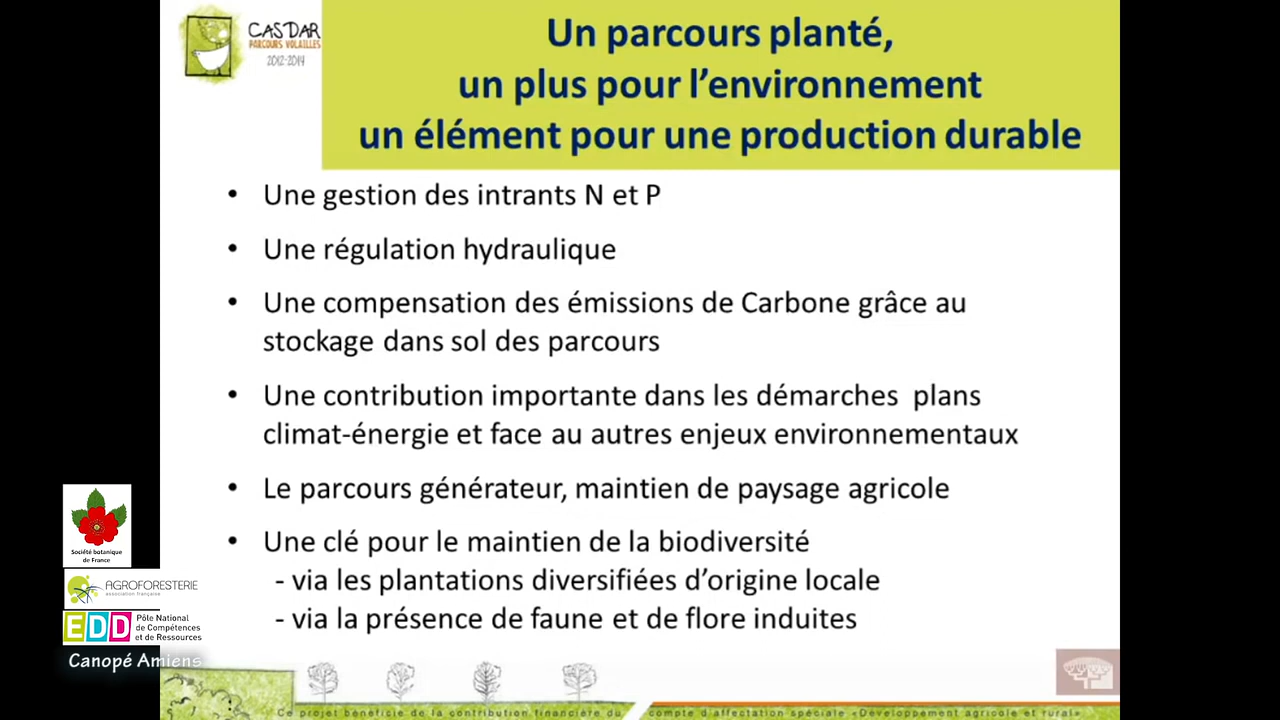 CASDAR
PARCOURS VOLAILLES
2012-2014
Un parcours planté,
un plus pour l’environnement
un élément pour une production durable
• Une gestion des intrants N et P
• Une régulation hydraulique
• Une compensation des émissions de Carbone grâce au
stockage dans sol des parcours
• Une contribution importante dans les démarches plans
climat-énergie et face au autres enjeux environnementaux
• Le parcours générateur, maintien de paysage agricole
• Une clé pour le maintien de la biodiversité
- via les plantations diversifiées d’origine locale
- via la présence de faune et de flore induites
Société botanique
de France
AGROFORESTERIE
association française
EDD
Pôle National
de Compétences
et de Ressources
Canopé Amiens
Ce projet bénéficie de la contribution financière du compte d'affectation spéciale «Développement agricole et rural»